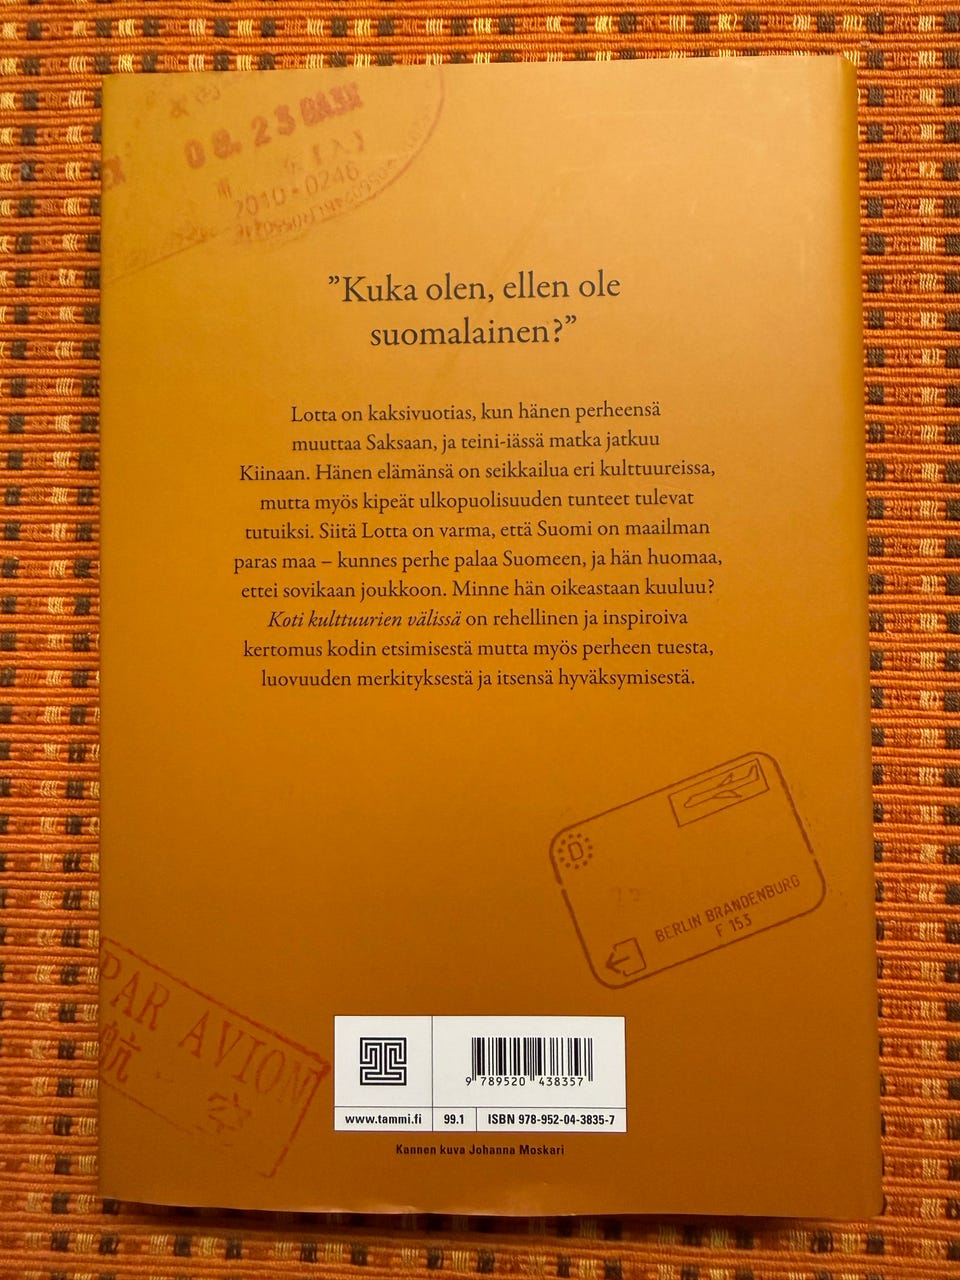 08.23 
2010-0246
”Kuka olen, ellen ole
suomalainen?”
Lotta on kaksivuotias, kun hänen perheensä
muuttaa Saksaan, ja teini-iässä matka jatkuu
Kiinaan. Hänen elämänsä on seikkailua eri kulttuureissa,
mutta myös kipeät ulkopuolisuuden tunteet tulevat
tutuiksi. Siitä Lotta on varma, että Suomi on maailman
paras maa – kunnes perhe palaa Suomeen, ja hän huomaa,
ettei sovikaan joukkoon. Minne hän oikeastaan kuuluu?
Koti kulttuurien välissä on rehellinen ja inspiroiva
kertomus kodin etsimisestä mutta myös perheen tuesta,
luovuuden merkityksestä ja itsensä hyväksymisestä.
D
BERLIN BRANDENBURG
F 153
PAR AVION
航 空
9 789520 438357
www.tammi.fi 99.1 ISBN 978-952-04-3835-7
Kannen kuva Johanna Moskari